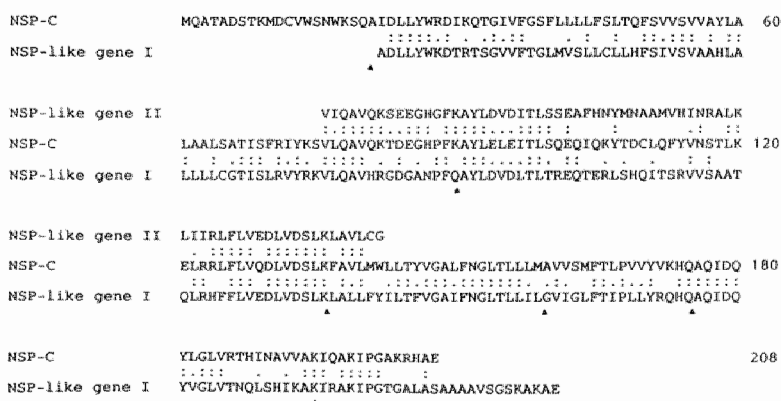 NSP-C MQATADSTKMDCVWSNWKSQAIDLLYWRDIKQTGIVFGSFLLLLFSLTQFSVVSVVAYLA 60
NSP-like gene I ADLLYWKDTRTSGVVFTGLMVSLLCLLHFSIVSVAAHLA
NSP-like gene II VIQAVQKSEEGHGFKAYLDVDITLSSEAFHNYMNAAMVHINRALK
NSP-C LAALSATISFRIYKSVLQAVQKTDEGHPFKAYLELEITLSQEQIQKYTDCLQFYVNSTLK 120
NSP-like gene I LLLLCGTISLRVYRKVLQAVHRGDGANPFQAYLDVDLTLTREQTERLSHQITSRVVSAAT
NSP-like gene II LIIRLFLVEDLVDSLKLAVLCG
NSP-C ELRRLFLVQDLVDSLKFAVLMWLLTYVGALFNGLTLLLMAVVSMFTLPVVYVKHQAQIDQ 180
NSP-like gene I QLRHFFLVEDLVDSLKLALLFYILTFVGAIFNGLTLLILGVIGLFTIPLLYRQHQAQIDQ
NSP-C YLGLVRTHINAVVAKIQAKIPGAKRHAE 208
NSP-like gene I YVGLVTNQLSHIKAKIRAKIPGTGALASAAAAVSGSKAKAE